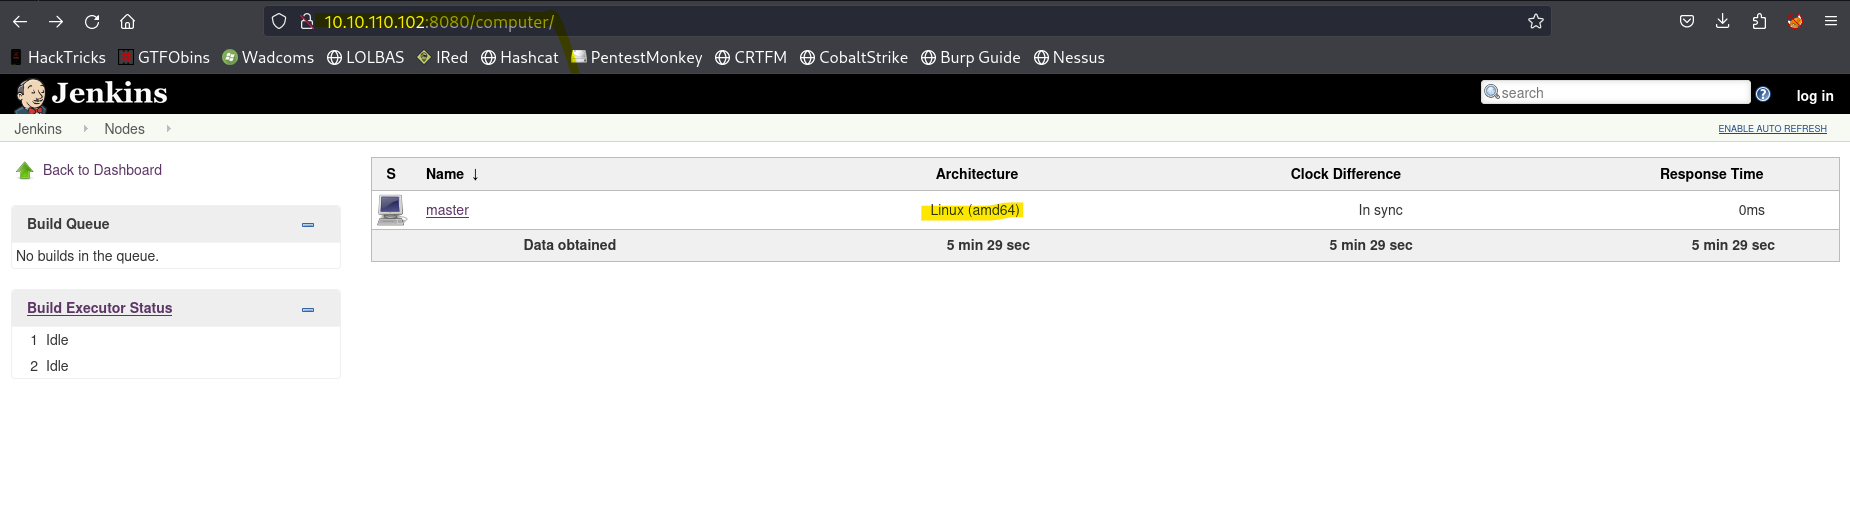 10.10.110.102:8080/computer/
HackTricks GTFObins Wadcoms LOLBAS IRed Hashcat PentestMonkey CRTFM CobaltStrike Burp Guide Nessus
Jenkins search log in
Jenkins Nodes ENABLE AUTO REFRESH
Back to Dashboard
S Name ↓ Architecture Clock Difference Response Time
master Linux (amd64) In sync 0ms
Data obtained 5 min 29 sec 5 min 29 sec 5 min 29 sec
Build Queue
No builds in the queue.
Build Executor Status
1 Idle
2 Idle